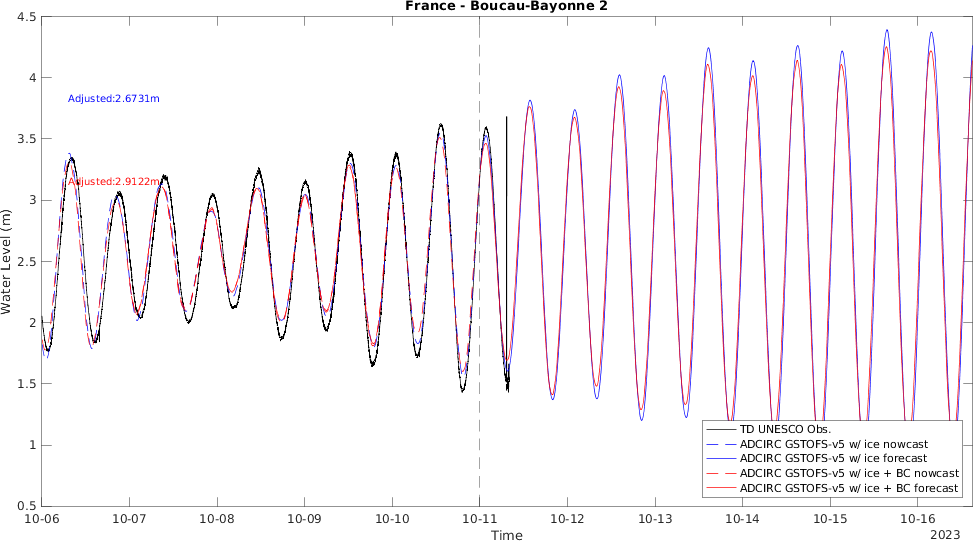 France - Boucau-Bayonne 2
4.5
4
3.5
3
2.5
2
1.5
1
0.5
Water Level (m)
Adjusted:2.6731m
Adjusted:2.9122m
TD UNESCO Obs.
ADCIRC GSTOFS-v5 w/ ice nowcast
ADCIRC GSTOFS-v5 w/ ice forecast
ADCIRC GSTOFS-v5 w/ ice + BC nowcast
ADCIRC GSTOFS-v5 w/ ice + BC forecast
10-06 10-07 10-08 10-09 10-10 10-11 10-12 10-13 10-14 10-15 10-16
Time
2023